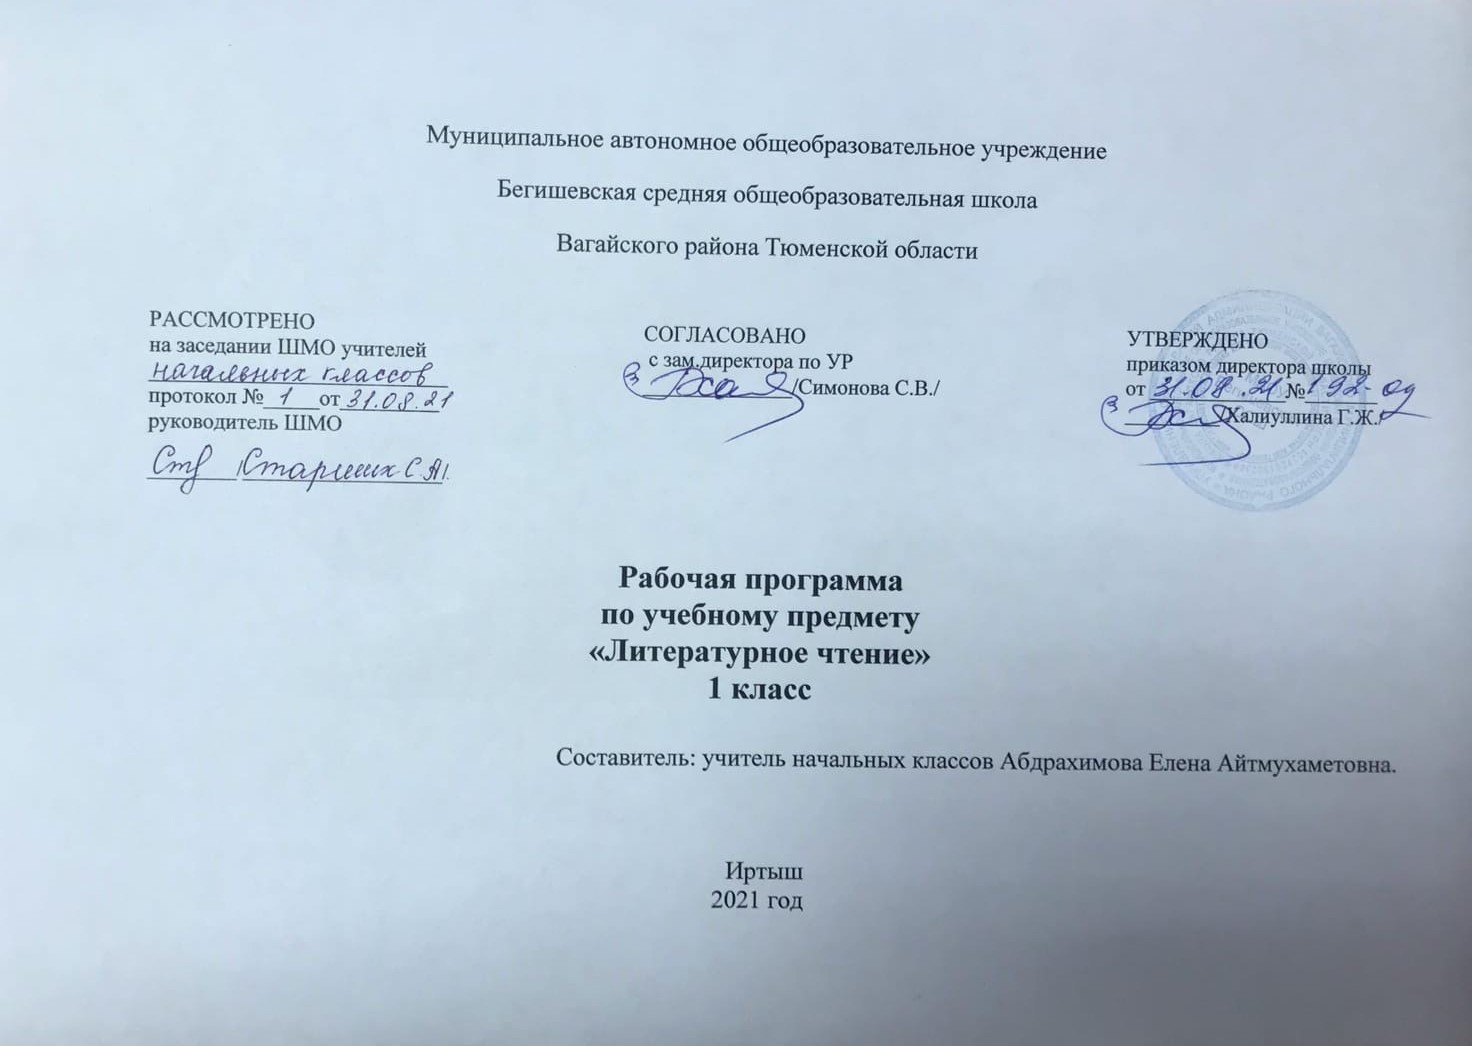 Муниципальное автономное общеобразовательное учреждение
Бегишевская средняя общеобразовательная школа
Вагайского района Тюменской области
РАССМОТРЕНО
на заседании ШМО учителей
начальных классов
протокол № 1 от 31.08.21
руководитель ШМО
/Старших С.А/.
СОГЛАСОВАНО
с зам.директора по УР
/Симонова С.В./
УТВЕРЖДЕНО
приказом директора школы
от 31.08.21 № 192 од
/Халиуллина Г.Ж./
Рабочая программа
по учебному предмету
«Литературное чтение»
1 класс
Составитель: учитель начальных классов Абдрахимова Елена Айтмухаметовна.
Иртыш
2021 год